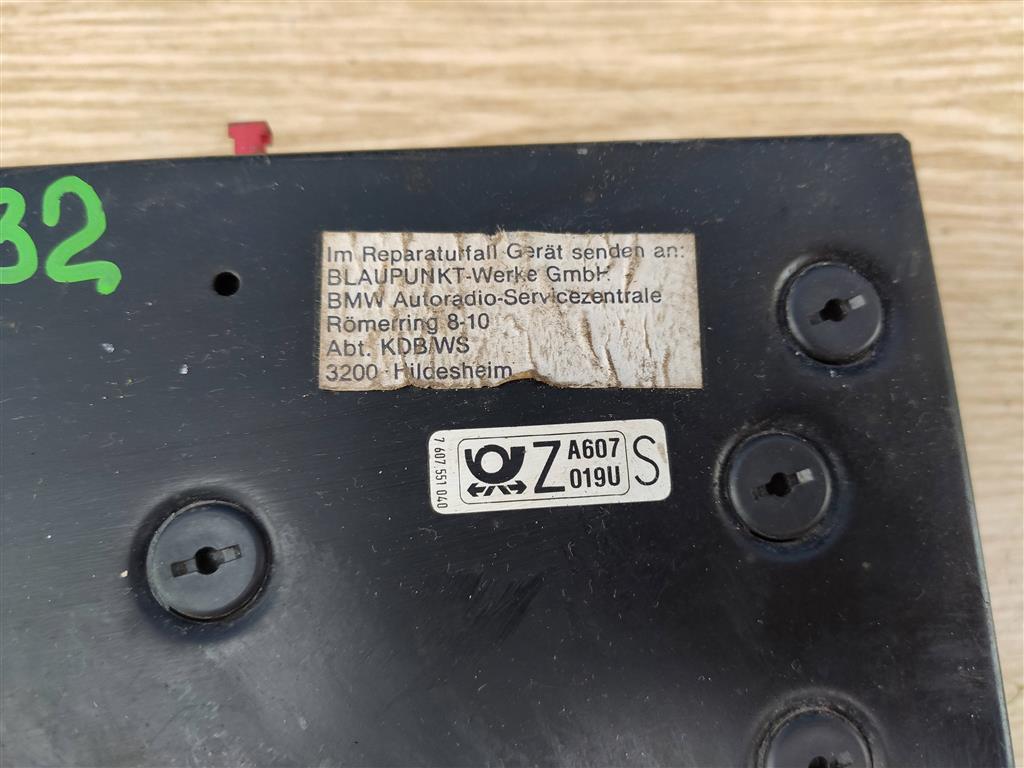 32
Im Reparaturfall Gerät senden an:
BLAUPUNKT-Werke GmbH.
BMW Autoradio-Servicezentrale
Römerring 8-10
Abt. KDB/WS
3200 Hildesheim
7 607 551 040
Z A607 019U S